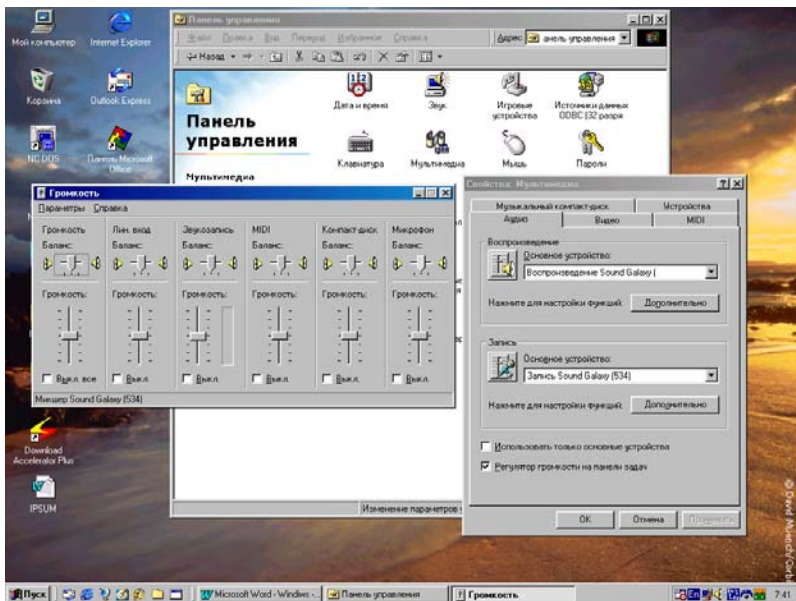 Мой компьютер
Internet Explorer
Корзина
Outlook Express
NC DOS
Панель Microsoft Office
Download Accelerator Plus
IPSUM
Панель управления
Файл Правка Вид Переход Избранное Справка
Адрес анель управления
Назад
Панель управления
Мультимедиа
Дата и время
Звук
Игровые устройства
Источники данных ODBC (32 разря
Клавиатура
Мультимедиа
Мышь
Пароли
Изменение параметров
Громкость
Параметры Справка
Громкость Лин. вход Звукозапись MIDI Компакт-диск Микрофон
Баланс: Баланс: Баланс: Баланс: Баланс: Баланс:
Громкость: Громкость: Громкость: Громкость: Громкость: Громкость:
Выкл. все Выкл. Выкл. Выкл. Выкл. Выкл.
Микшер Sound Galaxy (534)
Свойства: Мультимедиа
Музыкальный компакт-диск Устройства
Аудио Видео MIDI
Воспроизведение
Основное устройство:
Воспроизведение Sound Galaxy (
Нажмите для настройки функций: Дополнительно
Запись
Основное устройство:
Запись Sound Galaxy (534)
Нажмите для настройки функций: Дополнительно
Использовать только основные устройства
Регулятор громкости на панели задач
OK Отмена Применить
© David Muench/Corbi
Пуск
Microsoft Word - Windws -...
Панель управления
Громкость
En
7:41